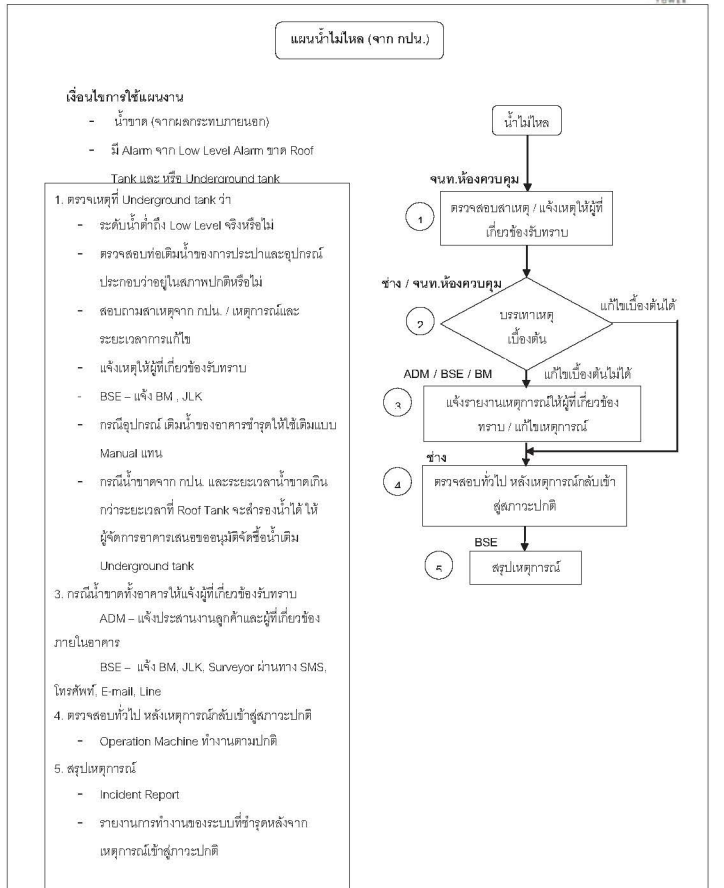 แผนน้ำไม่ไหล (จาก กปน.)
เงื่อนไขการใช้แผนงาน
- น้ำขาด (จากผลกระทบภายนอก)
- มี Alarm จาก Low Level Alarm ขาด Roof
Tank และ หรือ Underground tank
1. ตรวจเหตุที่ Underground tank ว่า
- ระดับน้ำต่ำถึง Low Level จริงหรือไม่
- ตรวจสอบท่อเติมน้ำของการประปาและอุปกรณ์
ประกอบว่าอยู่ในสภาพปกติหรือไม่
- สอบถามสาเหตุจาก กปน. / เหตุการณ์และ
ระยะเวลาการแก้ไข
- แจ้งเหตุให้ผู้ที่เกี่ยวข้องรับทราบ
- BSE – แจ้ง BM , JLK
- กรณีอุปกรณ์ เติมน้ำของอาคารชำรุดให้ใช้เติมแบบ
Manual แทน
- กรณีน้ำขาดจาก กปน. และระยะเวลาน้ำขาดเกิน
กว่าระยะเวลาที่ Roof Tank จะสำรองน้ำได้ ให้
ผู้จัดการอาคารเสนอขออนุมัติจัดซื้อน้ำเติม
Underground tank
3. กรณีน้ำขาดทั้งอาคารให้แจ้งผู้ที่เกี่ยวข้องรับทราบ
ADM – แจ้งประสานงานลูกค้าและผู้ที่เกี่ยวข้อง
ภายในอาคาร
BSE – แจ้ง BM, JLK, Surveyor ผ่านทาง SMS,
โทรศัพท์, E-mail, Line
4. ตรวจสอบทั่วไป หลังเหตุการณ์กลับเข้าสู่สภาวะปกติ
- Operation Machine ทำงานตามปกติ
5. สรุปเหตุการณ์
- Incident Report
- รายงานการทำงานของระบบที่ชำรุดหลังจาก
เหตุการณ์เข้าสู่ภาวะปกติ
น้ำไม่ไหล
จนท.ห้องควบคุม
1
ตรวจสอบสาเหตุ / แจ้งเหตุให้ผู้ที่
เกี่ยวข้องรับทราบ
ช่าง / จนท.ห้องควบคุม
2
บรรเทาเหตุ
เบื้องต้น
แก้ไขเบื้องต้นได้
ADM / BSE / BM
แก้ไขเบื้องต้นไม่ได้
3
แจ้งรายงานเหตุการณ์ให้ผู้ที่เกี่ยวข้อง
ทราบ / แก้ไขเหตุการณ์
ช่าง
4
ตรวจสอบทั่วไป หลังเหตุการณ์กลับเข้า
สู่สภาวะปกติ
BSE
5
สรุปเหตุการณ์